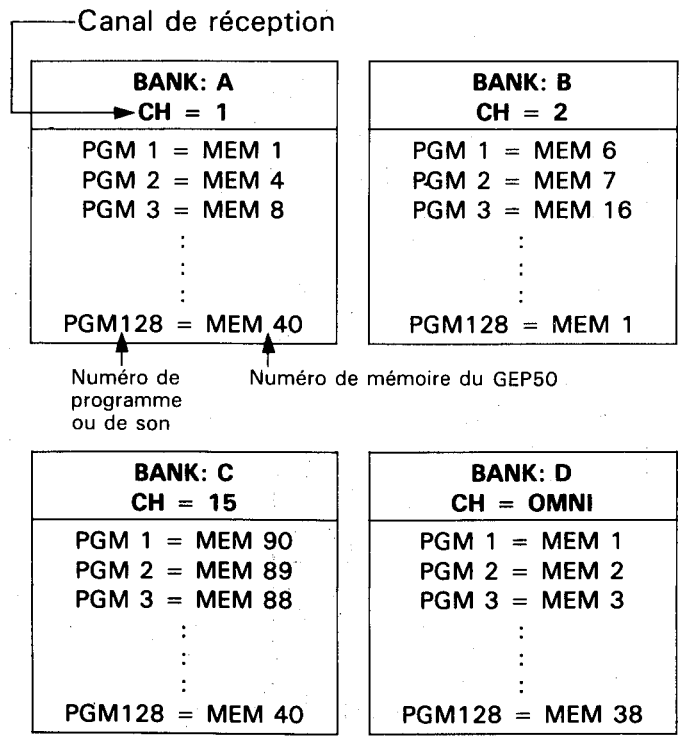 Canal de réception
BANK: A
CH = 1
PGM 1 = MEM 1
PGM 2 = MEM 4
PGM 3 = MEM 8
:
:
:
PGM128 = MEM 40
Numéro de
programme
ou de son
Numéro de mémoire du GEP50
BANK: B
CH = 2
PGM 1 = MEM 6
PGM 2 = MEM 7
PGM 3 = MEM 16
:
:
:
PGM128 = MEM 1
BANK: C
CH = 15
PGM 1 = MEM 90
PGM 2 = MEM 89
PGM 3 = MEM 88
:
:
:
PGM128 = MEM 40
BANK: D
CH = OMNI
PGM 1 = MEM 1
PGM 2 = MEM 2
PGM 3 = MEM 3
:
:
:
PGM128 = MEM 38